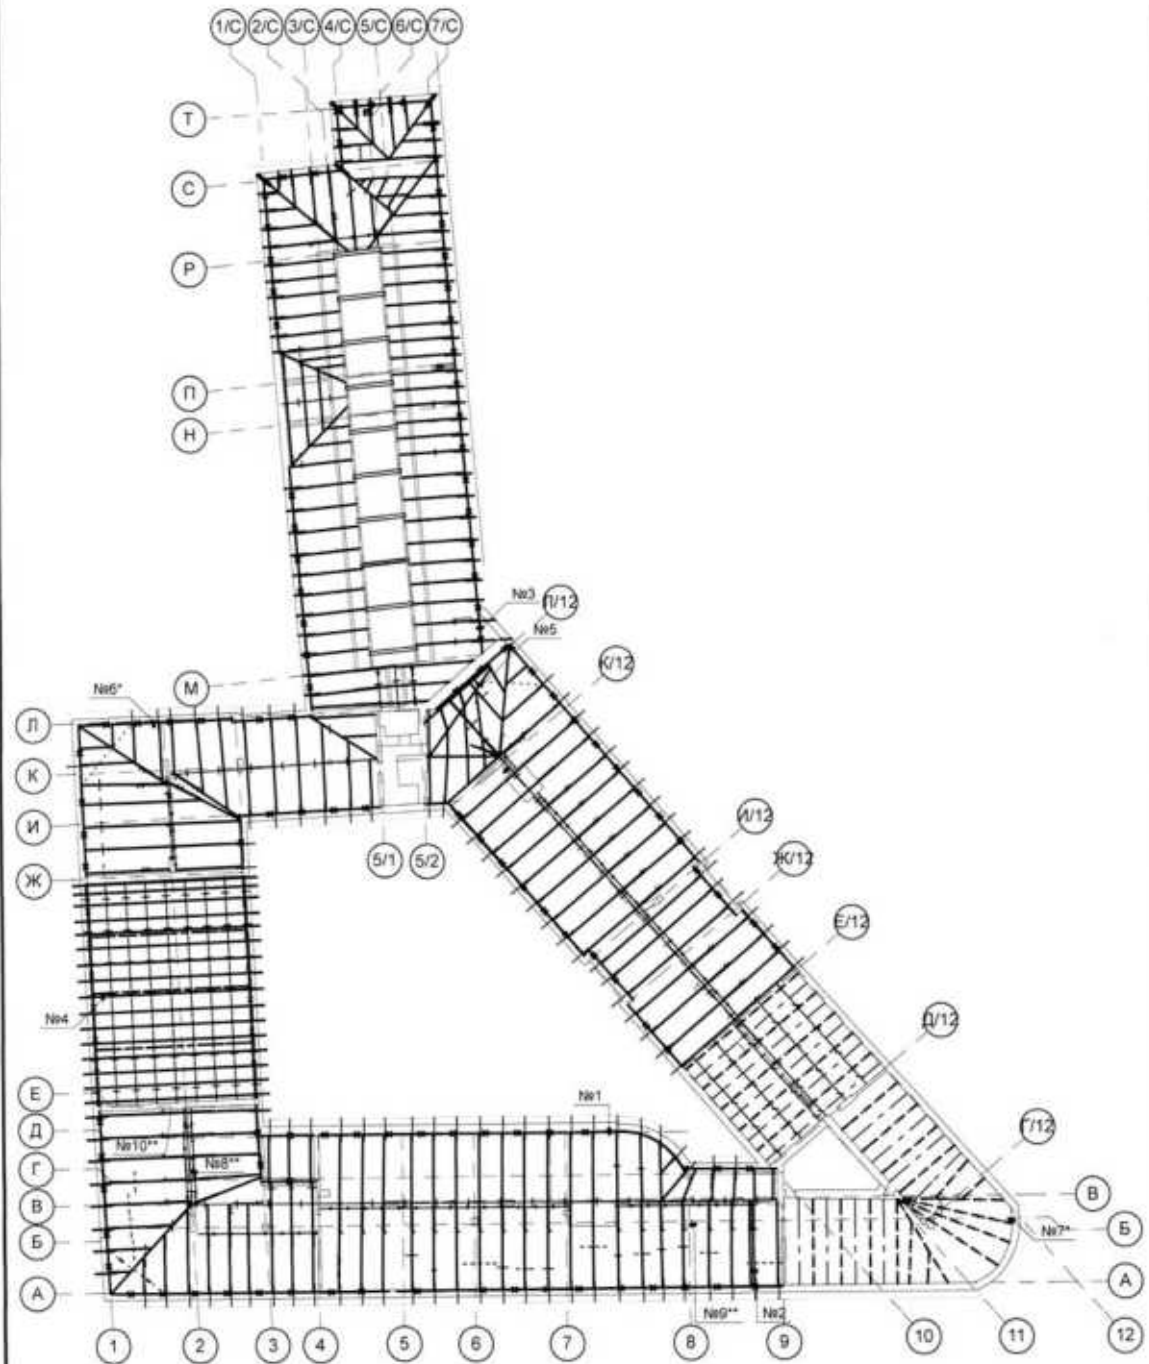 1/С 2/С 3/С 4/С 5/С 6/С 7/С
Т
С
Р
П
Н
№3
П/12
№5
К/12
М
№6*
Л
К
И
И/12
5/1 5/2
Ж/12
Ж
Е/12
№4
Д/12
Е
№1
Д
Г/12
№10**
№8**
Г
В
В
Б
Б
№7*
А
А
№9**
№2
1 2 3 4 5 6 7 8 9 10 11 12